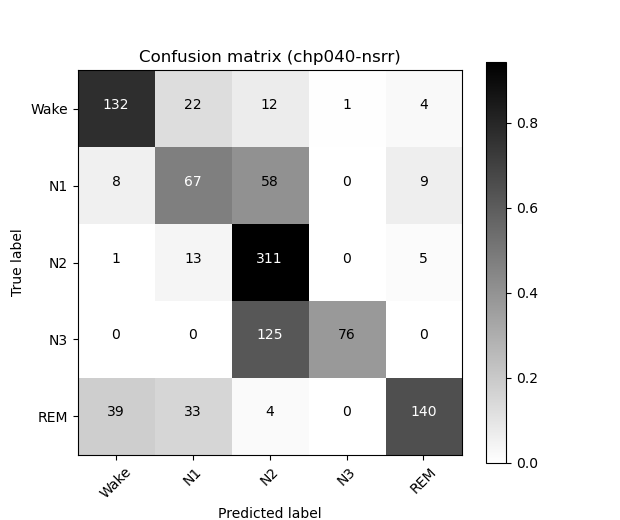 Confusion matrix (chp040-nsrr)
True label
Wake 132 22 12 1 4
N1 8 67 58 0 9
N2 1 13 311 0 5
N3 0 0 125 76 0
REM 39 33 4 0 140
Wake N1 N2 N3 REM
Predicted label
0.8
0.6
0.4
0.2
0.0